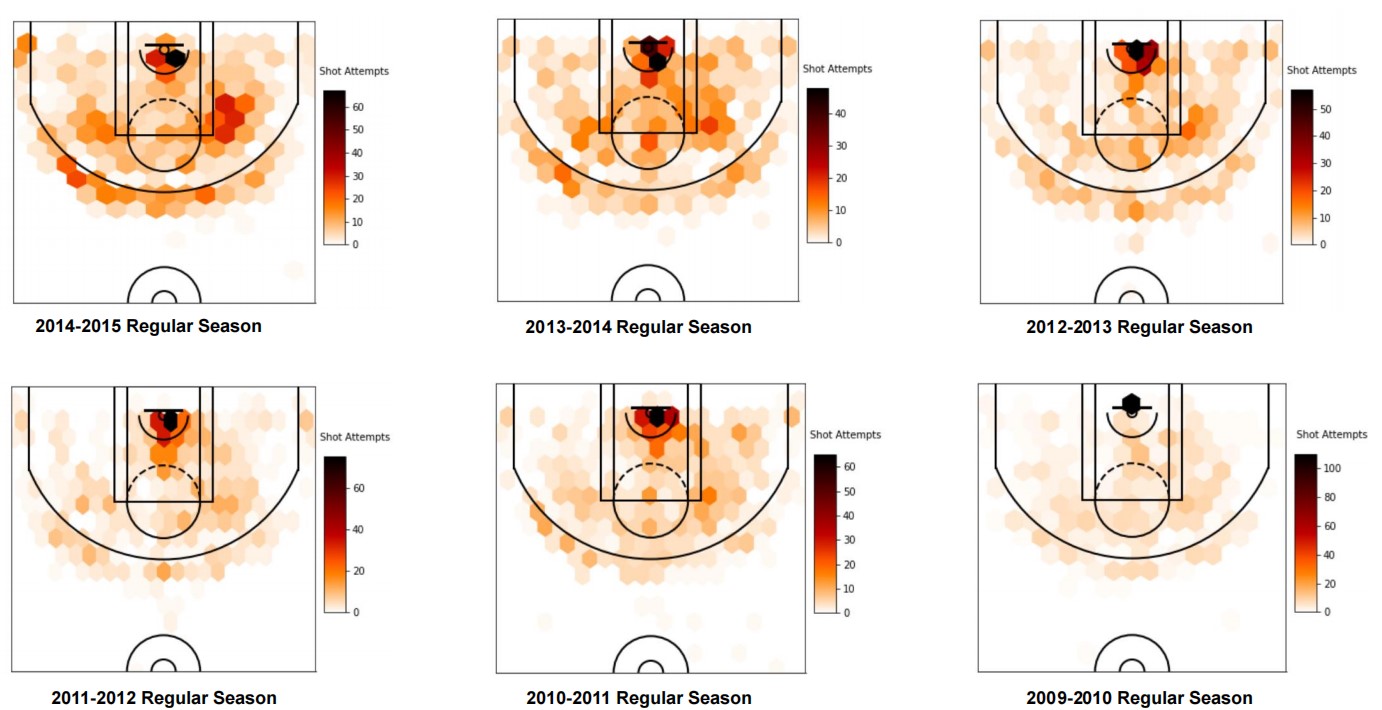 Shot Attempts
60
50
40
30
20
10
0
2014-2015 Regular Season
Shot Attempts
40
30
20
10
0
2013-2014 Regular Season
Shot Attempts
50
40
30
20
10
0
2012-2013 Regular Season
Shot Attempts
60
40
20
0
2011-2012 Regular Season
Shot Attempts
60
50
40
30
20
10
0
2010-2011 Regular Season
Shot Attempts
100
80
60
40
20
0
2009-2010 Regular Season